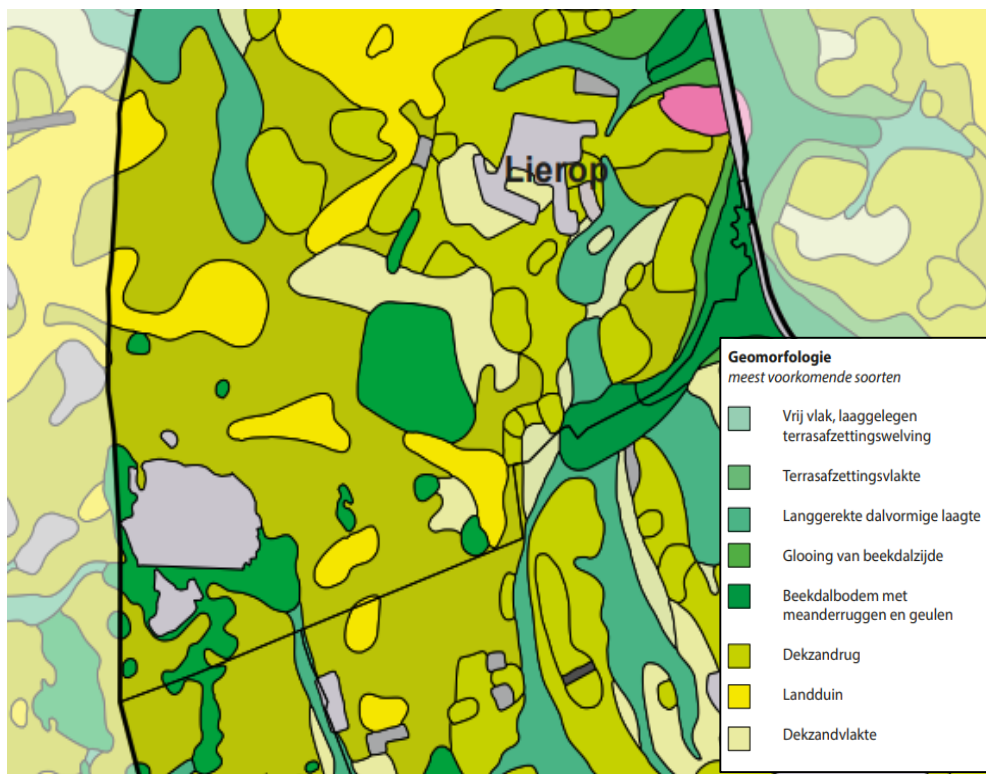 Lierop
Geomorfologie
meest voorkomende soorten
Vrij vlak, laaggelegen
terrasafzettingswelving
Terrasafzettingsvlakte
Langgerekte dalvormige laagte
Glooing van beekdalzijde
Beekdalbodem met
meanderruggen en geulen
Dekzandrug
Landduin
Dekzandvlakte